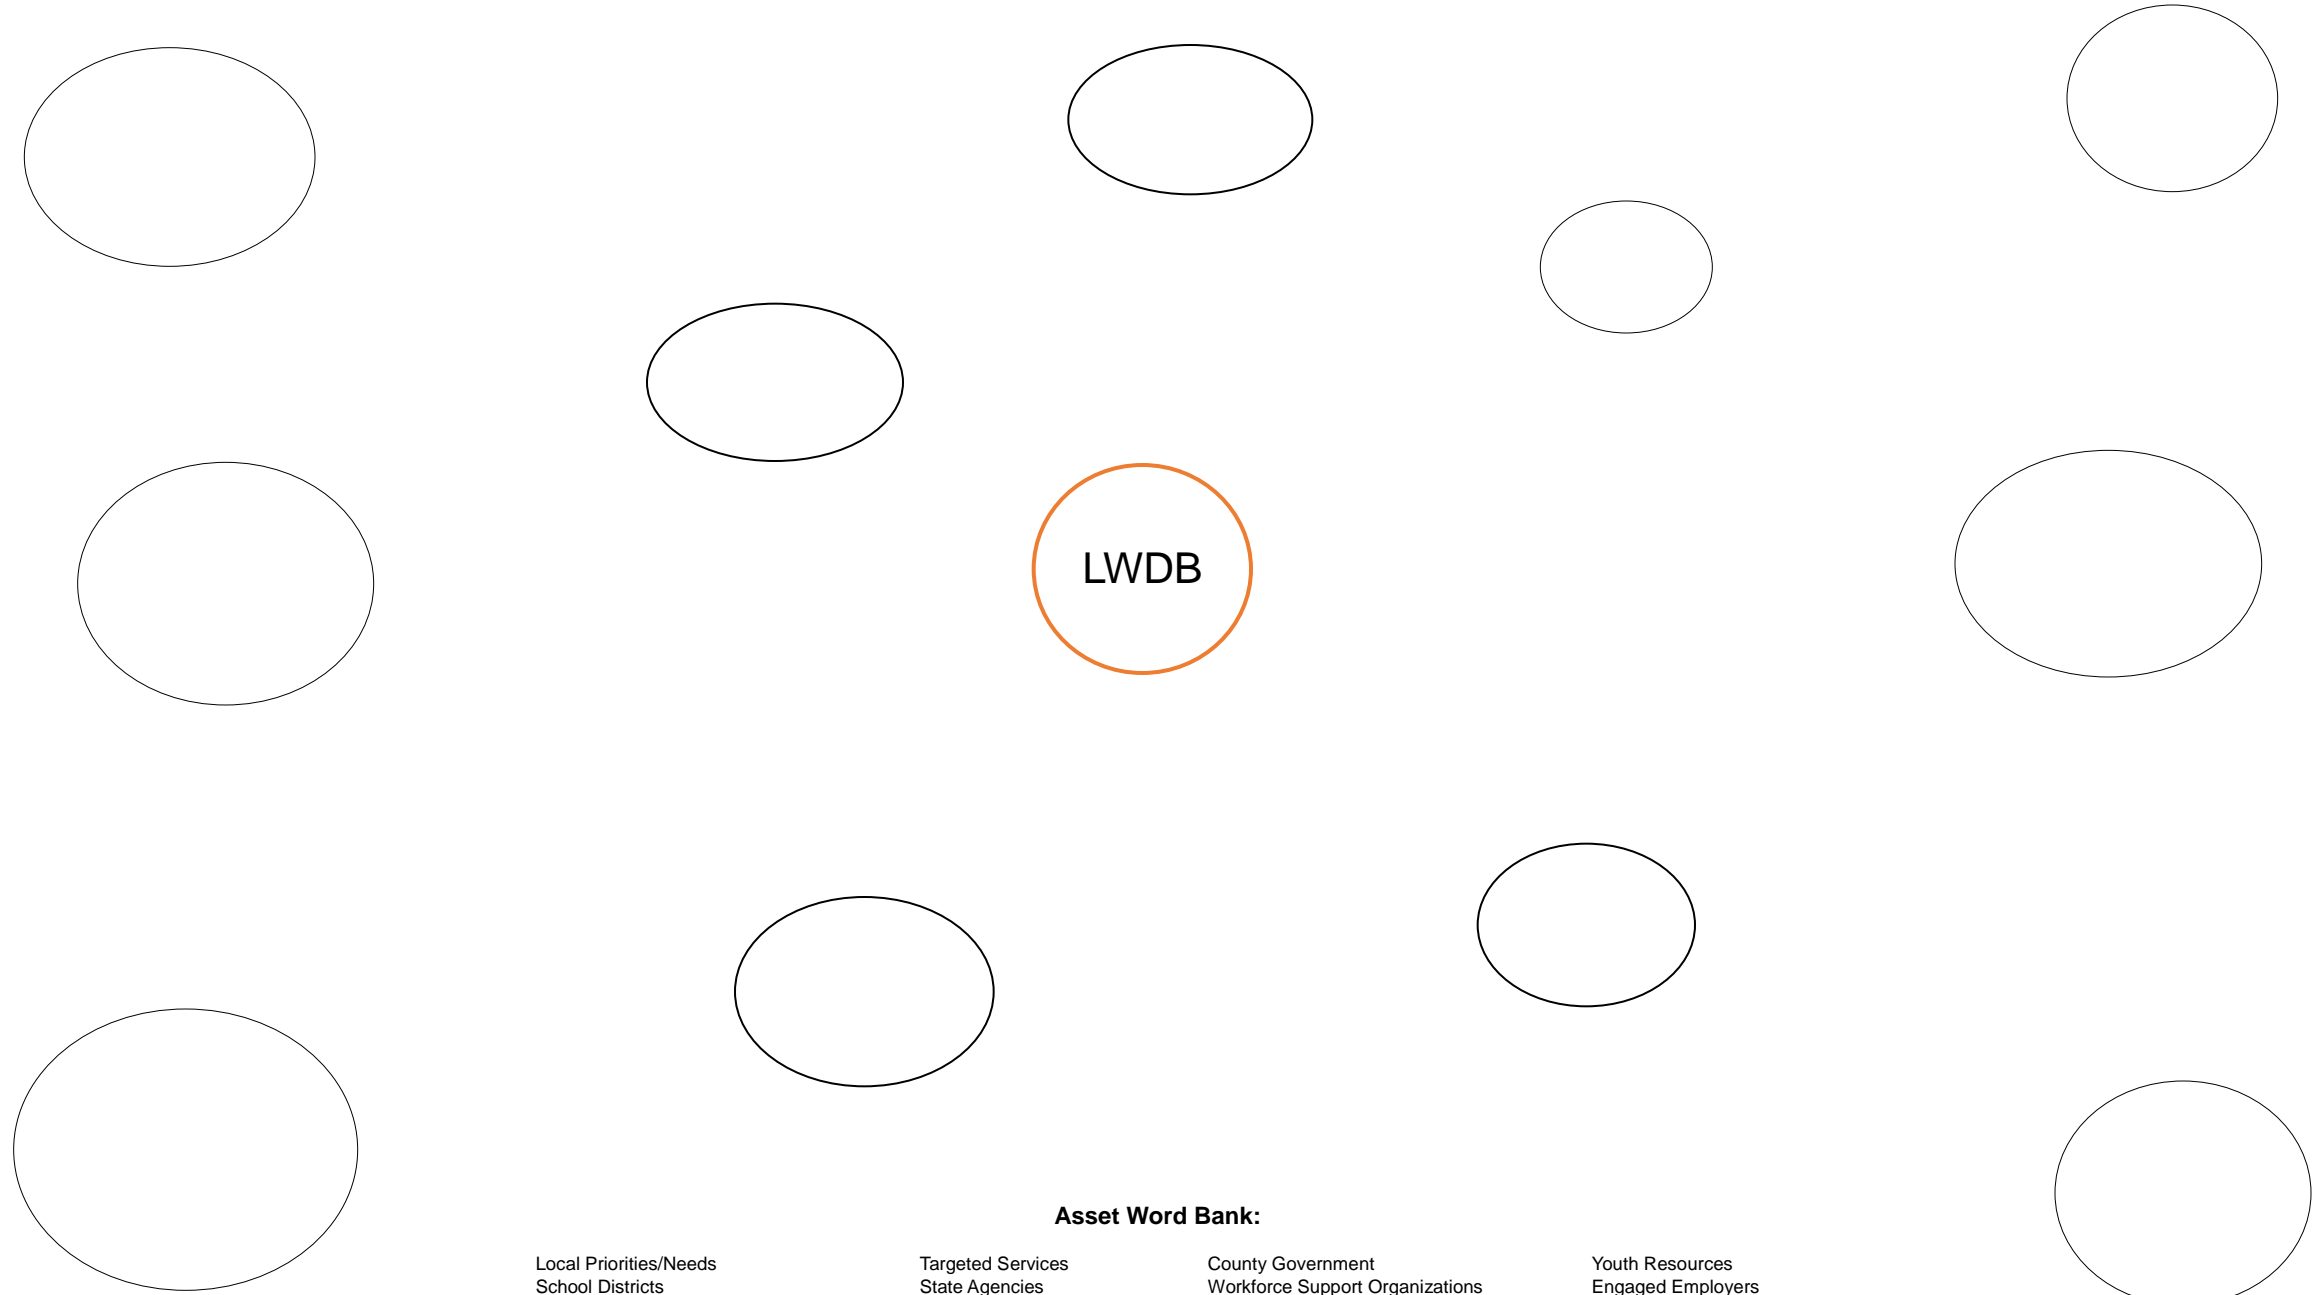 LWDB
Asset Word Bank:
Local Priorities/Needs Targeted Services County Government Youth Resources
School Districts State Agencies Workforce Support Organizations Engaged Employers